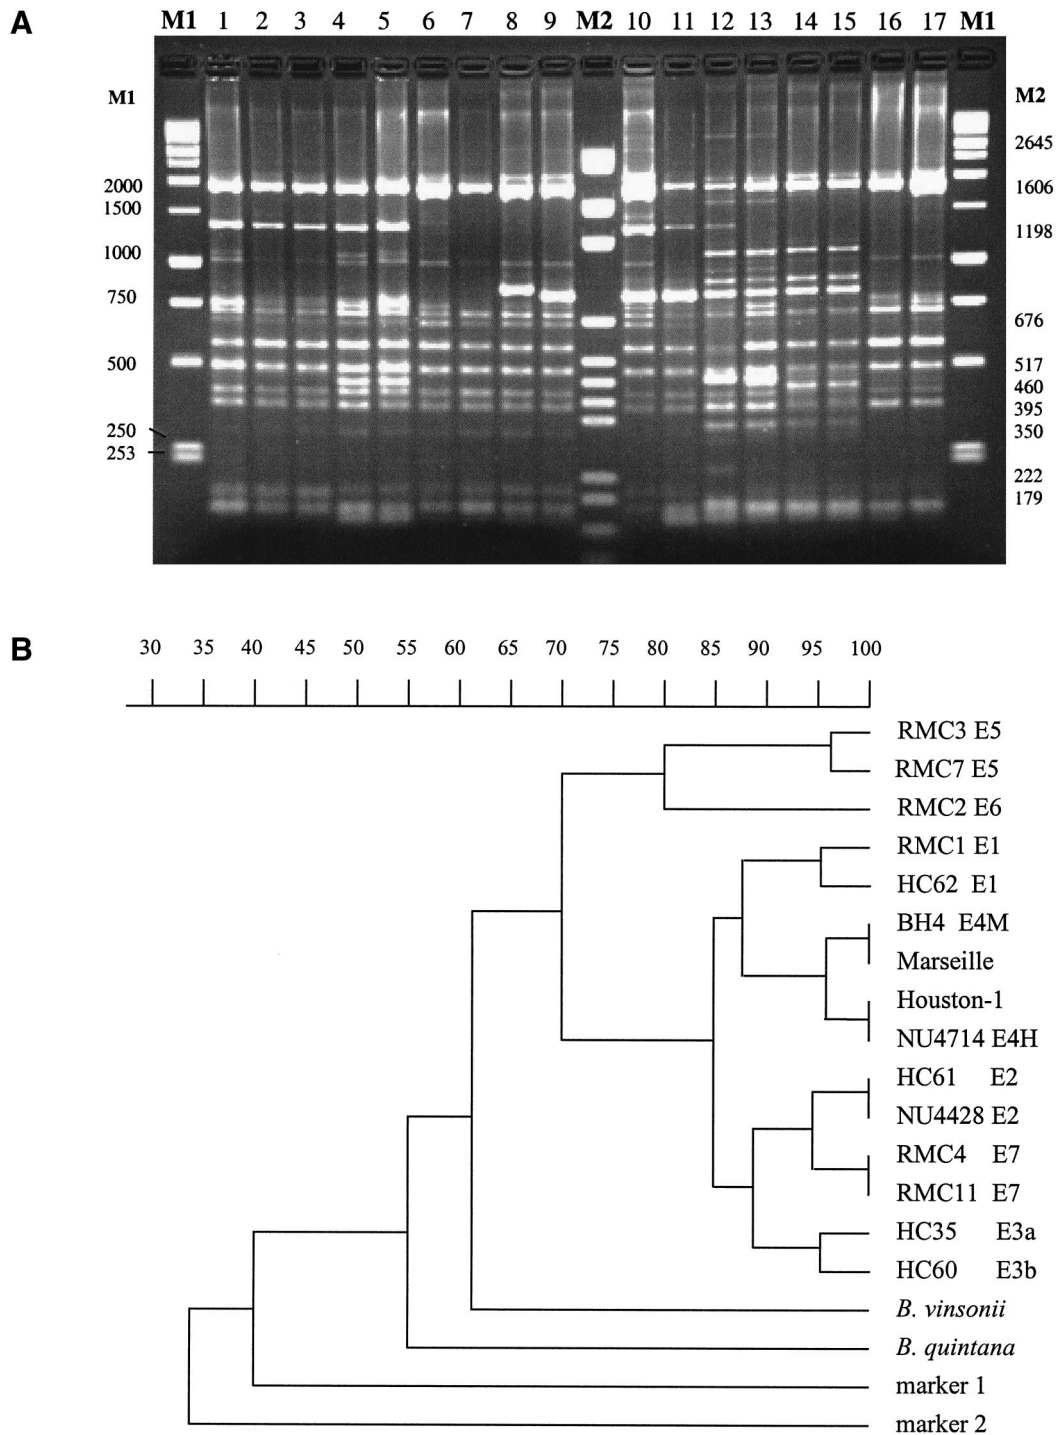 A
M1 1 2 3 4 5 6 7 8 9 M2 10 11 12 13 14 15 16 17 M1
M1
2000
1500
1000
750
500
250
253
M2
2645
1606
1198
676
517
460
395
350
222
179
B
30 35 40 45 50 55 60 65 70 75 80 85 90 95 100
RMC3 E5
RMC7 E5
RMC2 E6
RMC1 E1
HC62 E1
BH4 E4M
Marseille
Houston-1
NU4714 E4H
HC61 E2
NU4428 E2
RMC4 E7
RMC11 E7
HC35 E3a
HC60 E3b
B. vinsonii
B. quintana
marker 1
marker 2